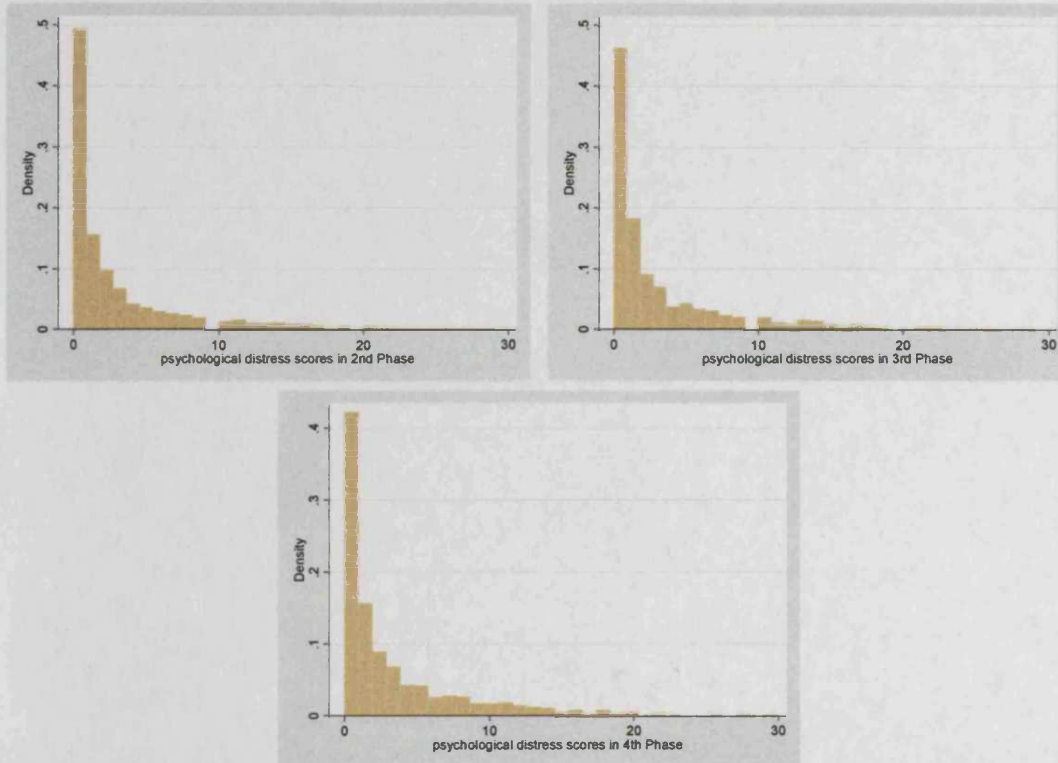 Density
.5
.4
.3
.2
.1
0
0 10 20 30
psychological distress scores in 2nd Phase
Density
.5
.4
.3
.2
.1
0
0 10 20 30
psychological distress scores in 3rd Phase
Density
.4
.3
.2
.1
0
0 10 20 30
psychological distress scores in 4th Phase